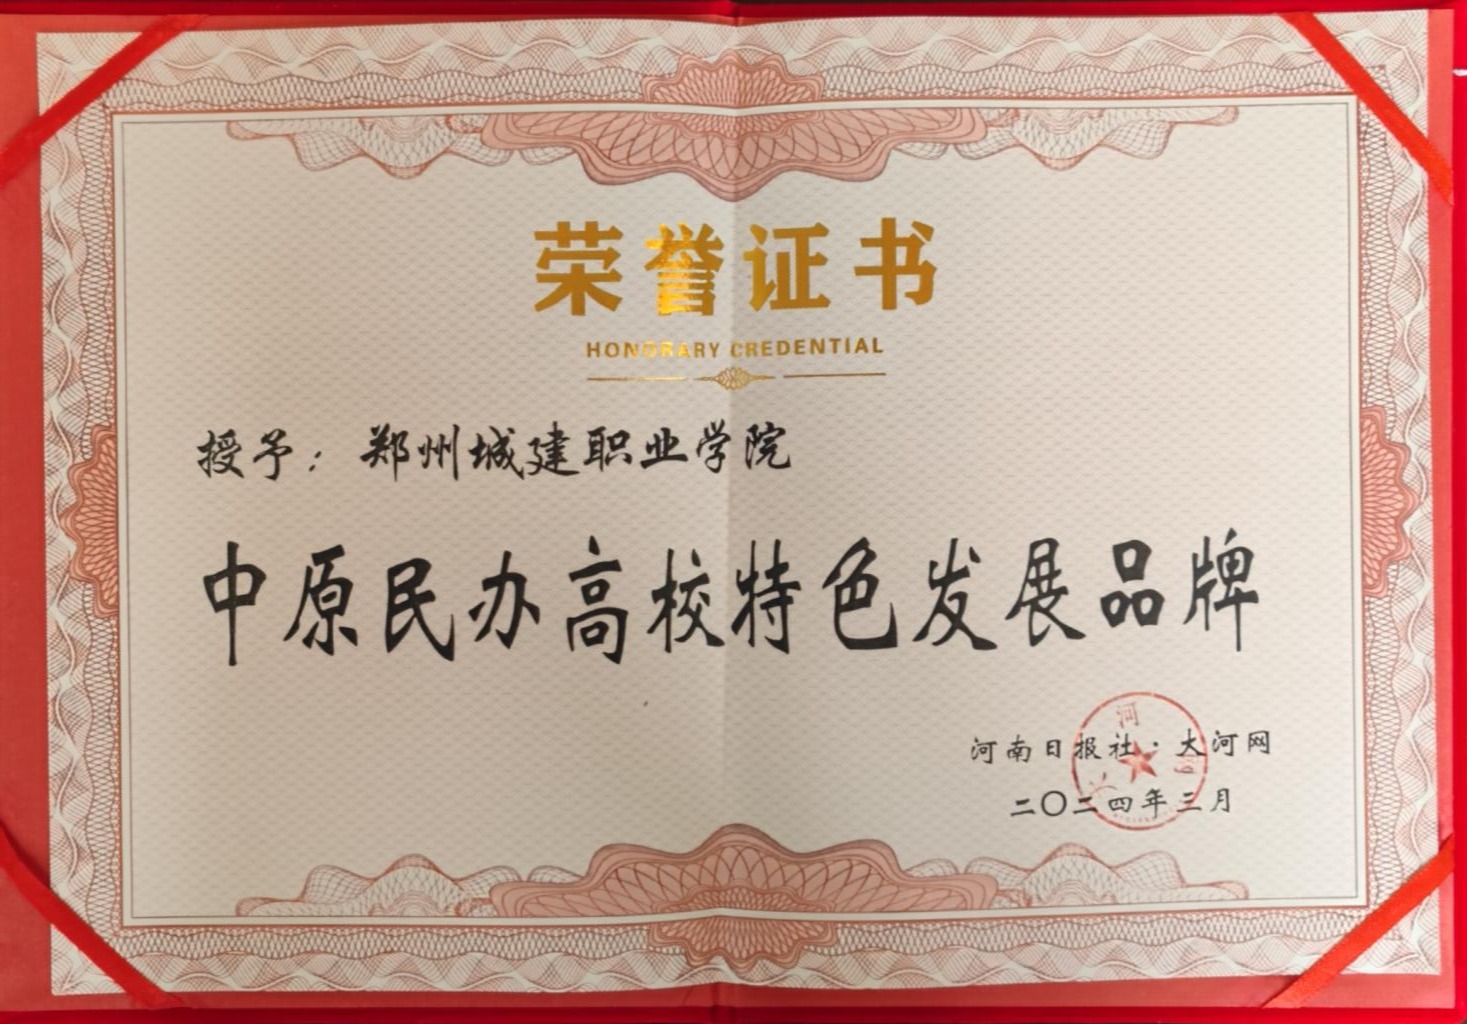 荣誉证书
HONORARY CREDENTIAL
授予：郑州城建职业学院
中原民办高校特色发展品牌
河南日报社·大河网
二〇二四年三月